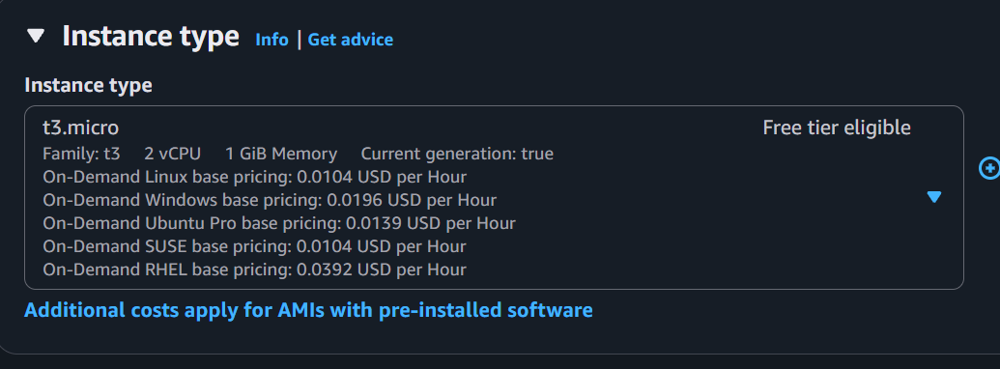 Instance type Info | Get advice
Instance type
t3.micro Free tier eligible
Family: t3 2 vCPU 1 GiB Memory Current generation: true
On-Demand Linux base pricing: 0.0104 USD per Hour
On-Demand Windows base pricing: 0.0196 USD per Hour
On-Demand Ubuntu Pro base pricing: 0.0139 USD per Hour
On-Demand SUSE base pricing: 0.0104 USD per Hour
On-Demand RHEL base pricing: 0.0392 USD per Hour
Additional costs apply for AMIs with pre-installed software